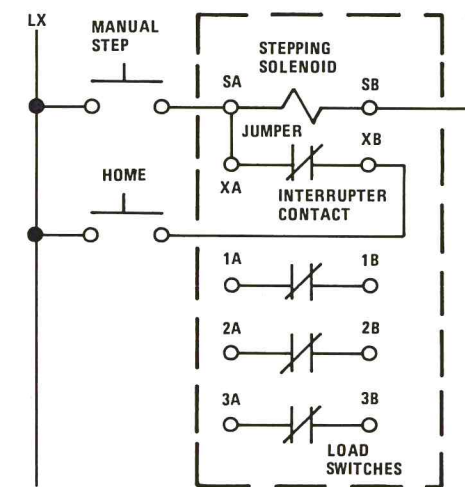 LX
MANUAL
STEP
STEPPING
SOLENOID
SA
SB
JUMPER
XB
XA
HOME
INTERRUPTER
CONTACT
1A
1B
2A
2B
3A
3B
LOAD
SWITCHES